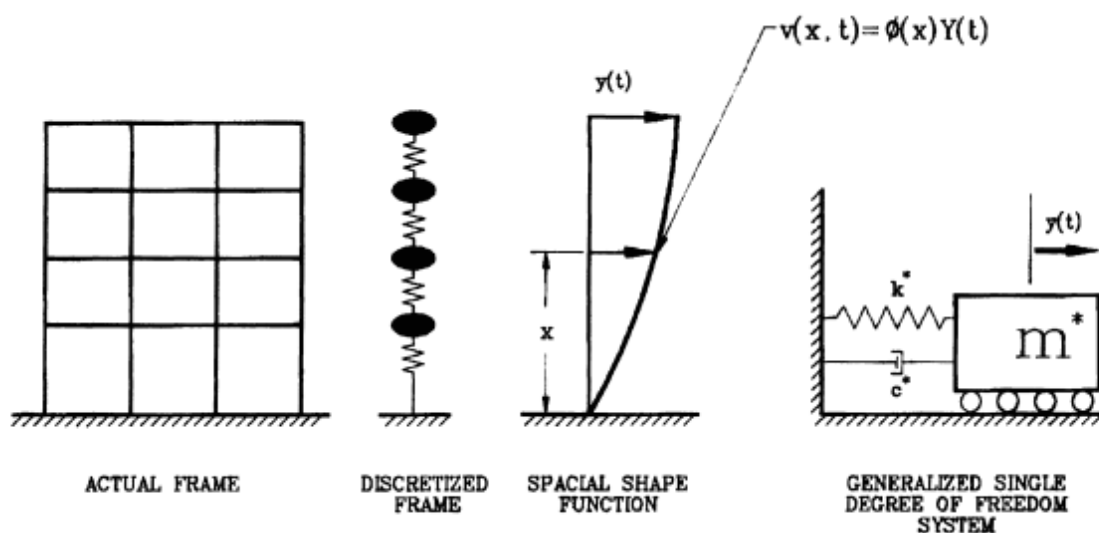 v(x, t)= ϕ(x)Y(t)
y(t)
y(t)
k*
x
m*
c*
ACTUAL FRAME
DISCRETIZED
FRAME
SPACIAL SHAPE
FUNCTION
GENERALIZED SINGLE
DEGREE OF FREEDOM
SYSTEM